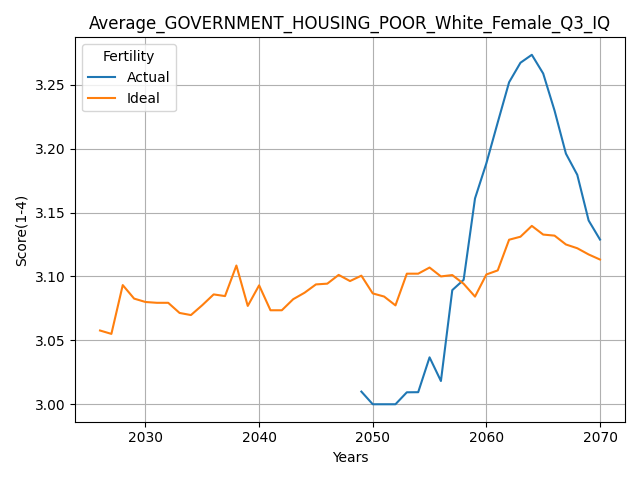 Average_GOVERNMENT_HOUSING_POOR_White_Female_Q3_IQ
Fertility
Actual
Ideal
3.25
3.20
3.15
3.10
3.05
3.00
Score(1-4)
2030 2040 2050 2060 2070
Years